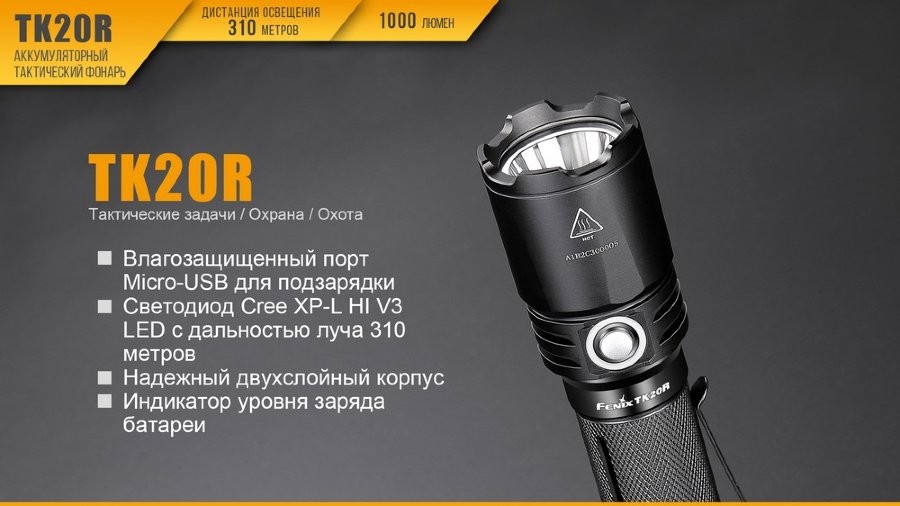 TK20R
АККУМУЛЯТОРНЫЙ
ТАКТИЧЕСКИЙ ФОНАРЬ
ДИСТАНЦИЯ ОСВЕЩЕНИЯ
310 МЕТРОВ
1000 ЛЮМЕН
TK20R
Тактические задачи / Охрана / Охота
Влагозащищенный порт
Micro-USB для подзарядки
Светодиод Cree XP-L HI V3
LED с дальностью луча 310
метров
Надежный двухслойный корпус
Индикатор уровня заряда
батареи
HOT
A1B2C300005
FENIX TK20R